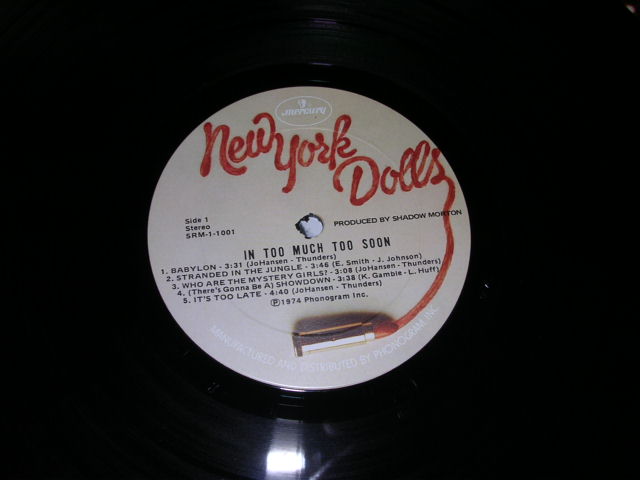 mercury
New York
Dolls
Side 1
Stereo
SRM-1-1001
PRODUCED BY SHADOW MORTON
IN TOO MUCH TOO SOON
1. BABYLON - 3:31 (JoHansen - Thunders)
2. STRANDED IN THE JUNGLE - 3:46 (E. Smith - J. Johnson)
3. WHO ARE THE MYSTERY GIRLS? - 3:08 (JoHansen - Thunders)
4. (There's Gonna Be A) SHOWDOWN - 3:38 (K. Gamble - L. Huff)
5. IT'S TOO LATE - 4:40 (JoHansen - Thunders)
Ⓟ1974 Phonogram Inc.
MANUFACTURED AND DISTRIBUTED BY PHONOGRAM, INC.